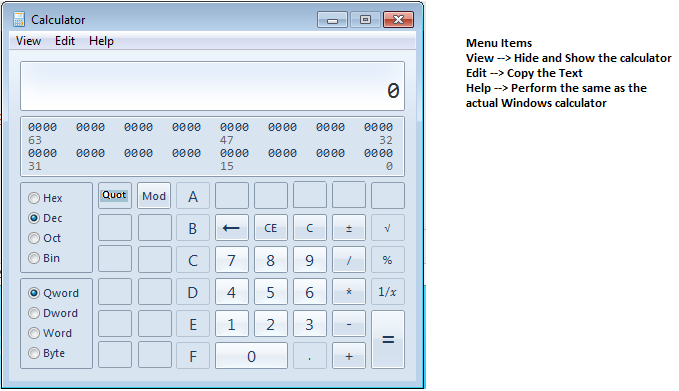 Calculator
View Edit Help
0
0000 0000 0000 0000 0000 0000 0000 0000
63 47 32
0000 0000 0000 0000 0000 0000 0000 0000
31 15 0
Hex Quot Mod A
Dec B ← CE C ± √
Oct
Bin C 7 8 9 / %
Qword D 4 5 6 * 1/x
Dword
Word E 1 2 3 - =
Byte F 0 . +
Menu Items
View --> Hide and Show the calculator
Edit --> Copy the Text
Help --> Perform the same as the
actual Windows calculator